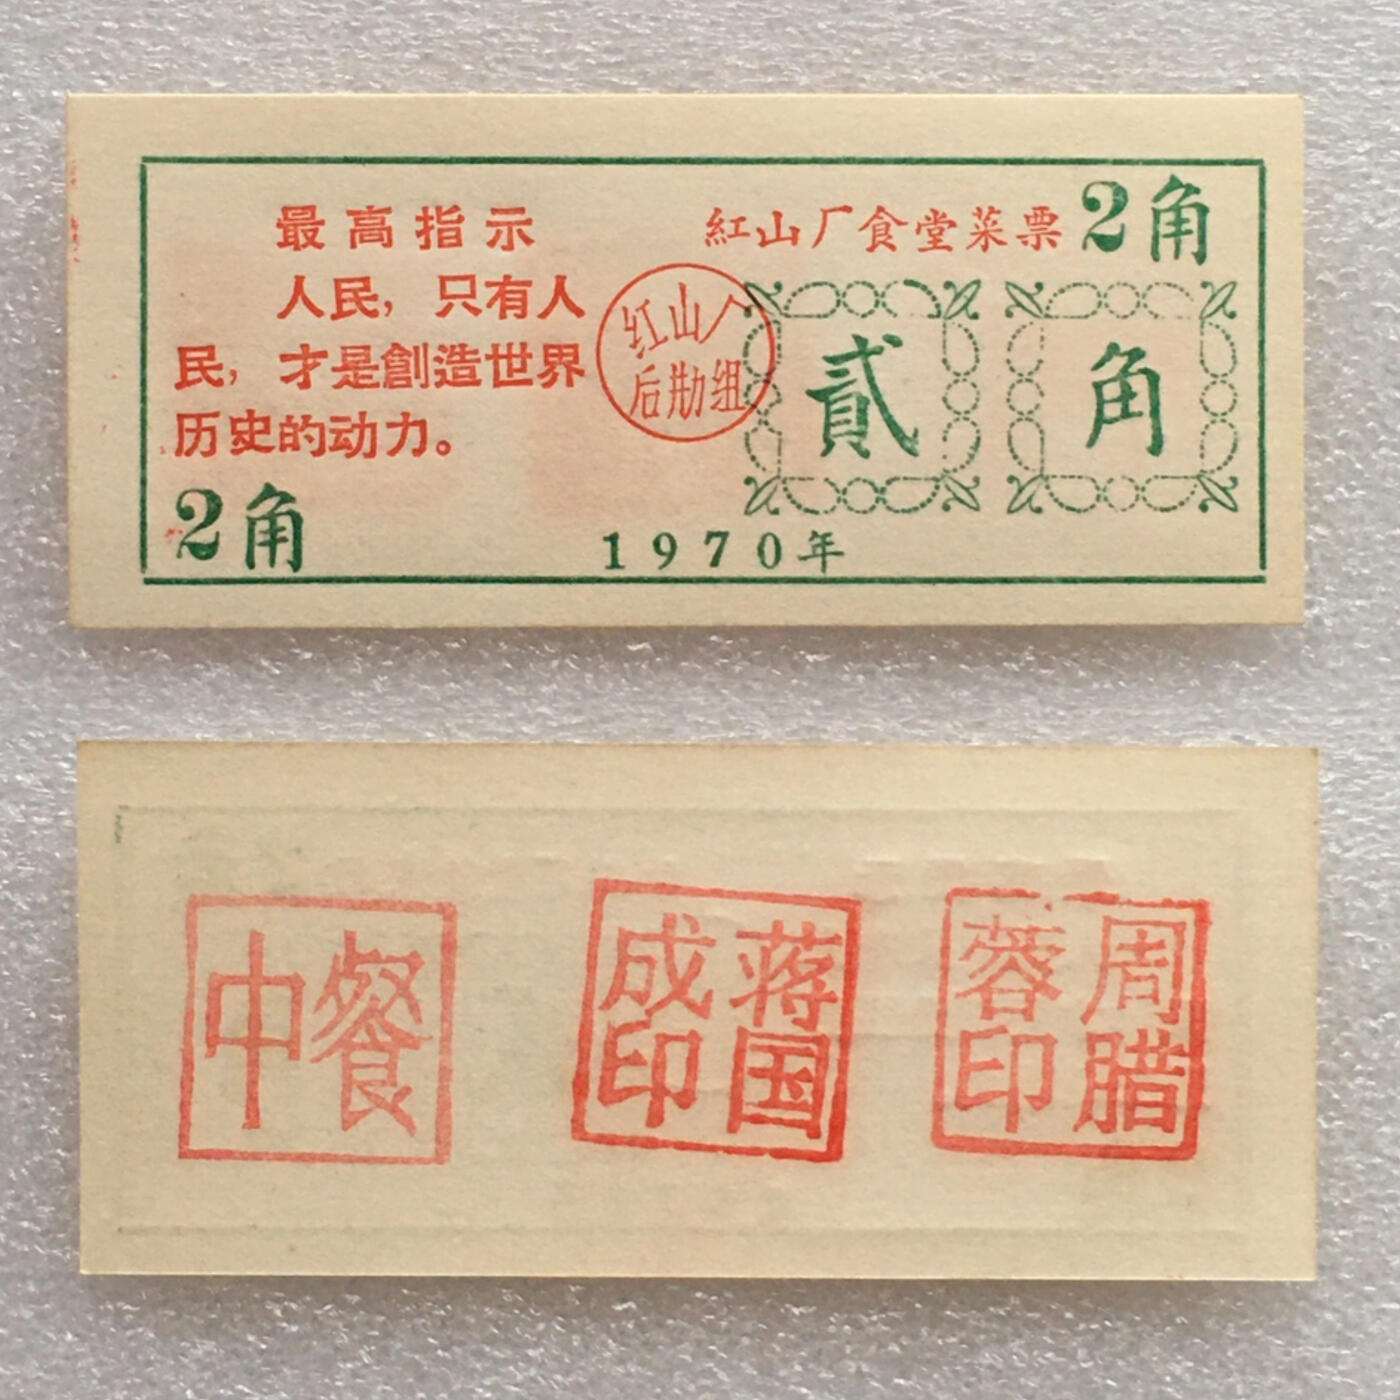 最高指示
人民，只有人
民，才是創造世界
历史的动力。
2角
紅山厂食堂菜票2角
红山厂
后勛组
貳角
1970年
中餐
蒋国
成印
周腊
蓉印